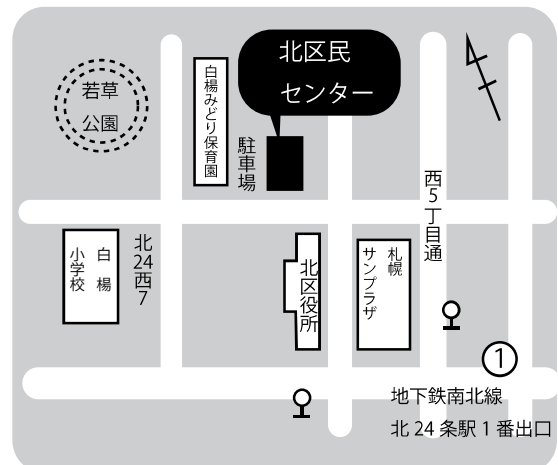 北区民
センター
若草
公園
白楊みどり保育園
駐車場
西5丁目通
白楊
小学校
北24西7
北区役所
札幌
サンプラザ
1
地下鉄南北線
北24条駅1番出口